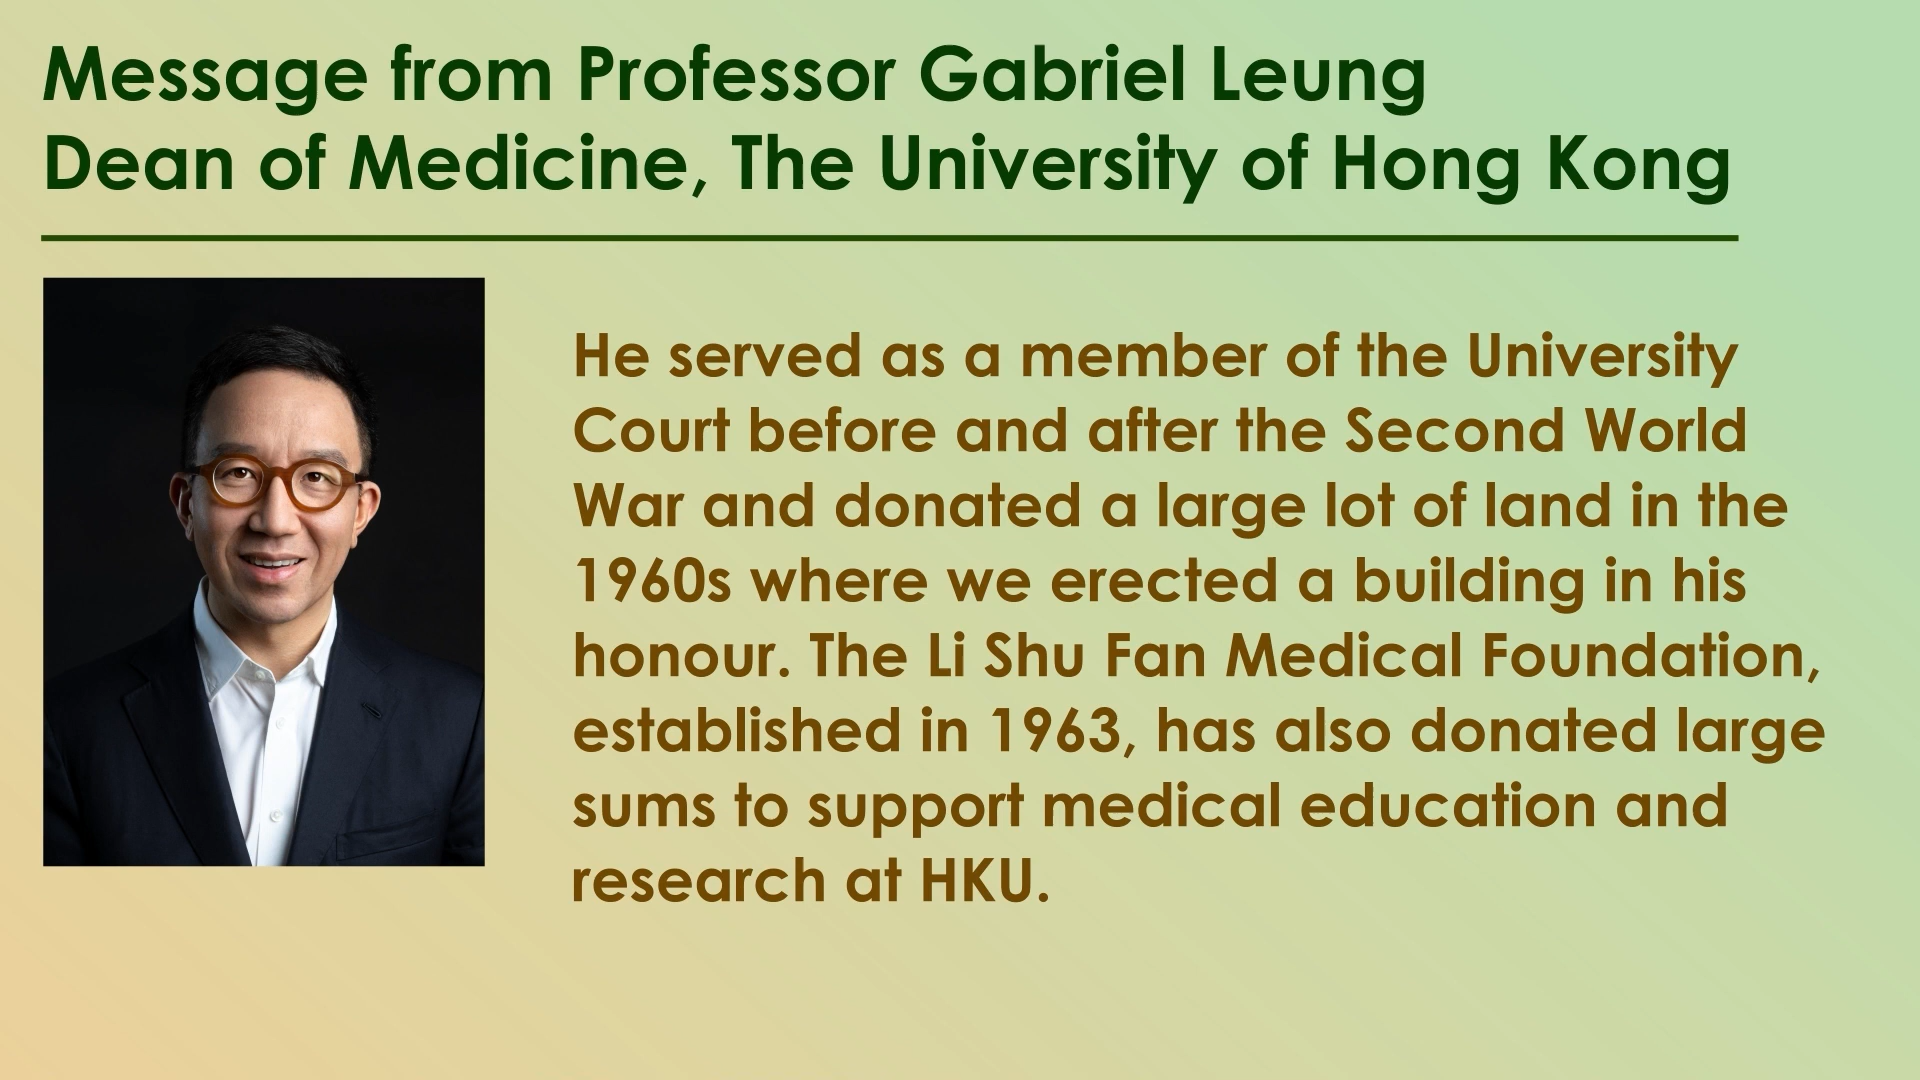 Message from Professor Gabriel Leung
Dean of Medicine, The University of Hong Kong
He served as a member of the University
Court before and after the Second World
War and donated a large lot of land in the
1960s where we erected a building in his
honour. The Li Shu Fan Medical Foundation,
established in 1963, has also donated large
sums to support medical education and
research at HKU.